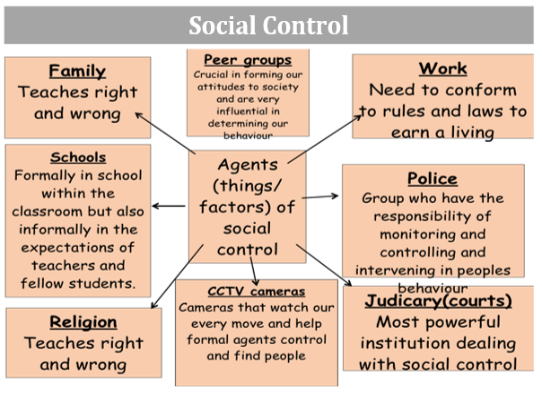 Social Control
Family
Teaches right
and wrong
Peer groups
Crucial in forming our
attitudes to society
and are very
influential in
determining our
behaviour
Work
Need to conform
to rules and laws to
earn a living
Schools
Formally in school
within the
classroom but also
informally in the
expectations of
teachers and
fellow students.
Agents
(things/
factors) of
social
control
Police
Group who have the
responsibility of
monitoring and
controlling and
intervening in peoples
behaviour
Religion
Teaches right
and wrong
CCTV cameras
Cameras that watch our
every move and help
formal agents control
and find people
Judicary(courts)
Most powerful
institution dealing
with social control